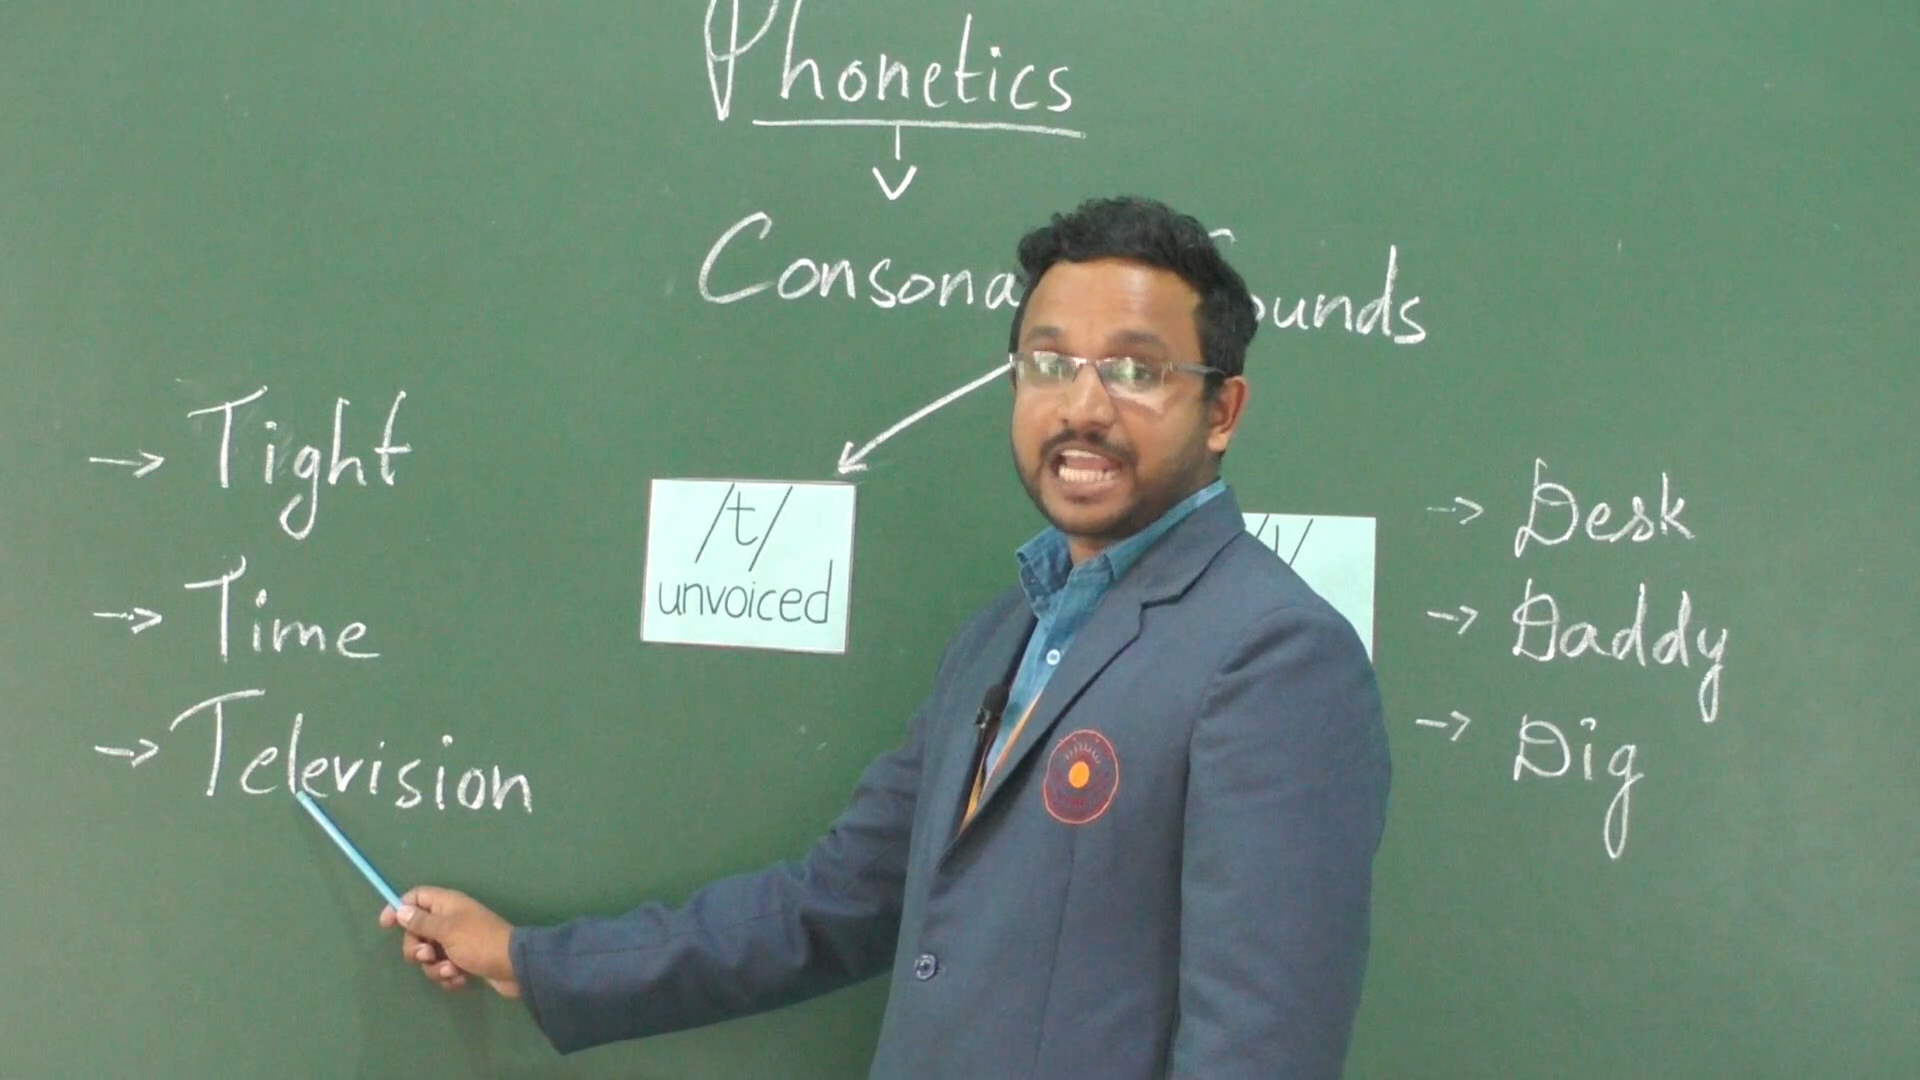 Phonetics
Consona ounds
→ Tight
→ Time
→ Television
/t/
unvoiced
→ Desk
→ Daddy
→ Dig